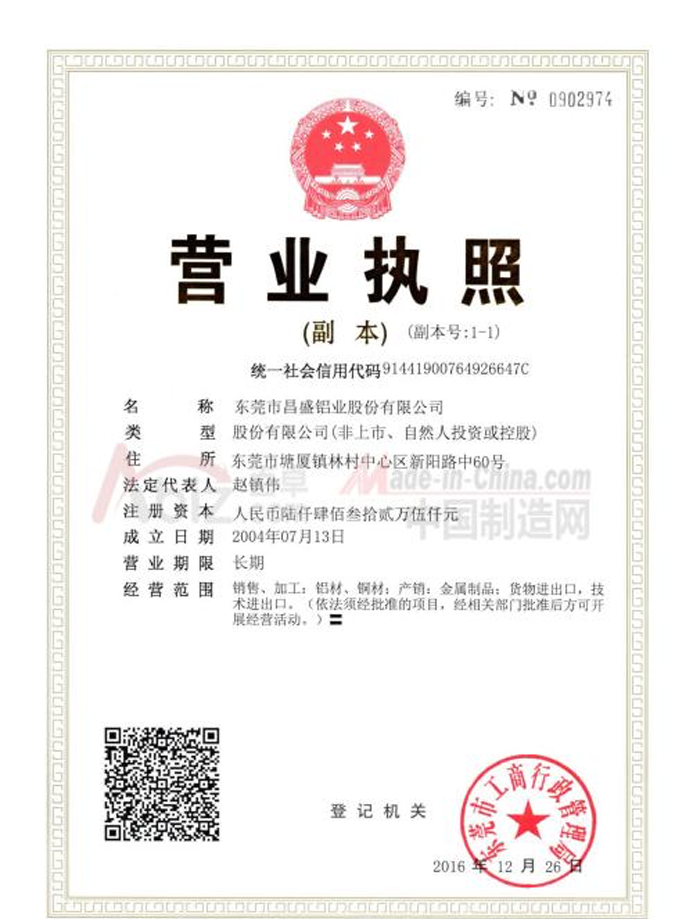 编号: Nº 0902974
营业执照
(副 本) (副本号:1-1)
统一社会信用代码91441900764926647C
名 称 东莞市昌盛铝业股份有限公司
类 型 股份有限公司(非上市、自然人投资或控股)
住 所 东莞市塘厦镇林村中心区新阳路中60号
法定代表人 赵镇伟
注册资本 人民币陆仟肆佰叁拾贰万伍仟元
成立日期 2004年07月13日
营业期限 长期
经营范围 销售、加工：铝材、铜材；产销：金属制品；货物进出口，技
术进出口。（依法须经批准的项目，经相关部门批准后方可开
展经营活动。）〓
Made-in-China.com
中国制造网
登记机关
东莞市工商行政管理局
2016 年 12 月 26 日